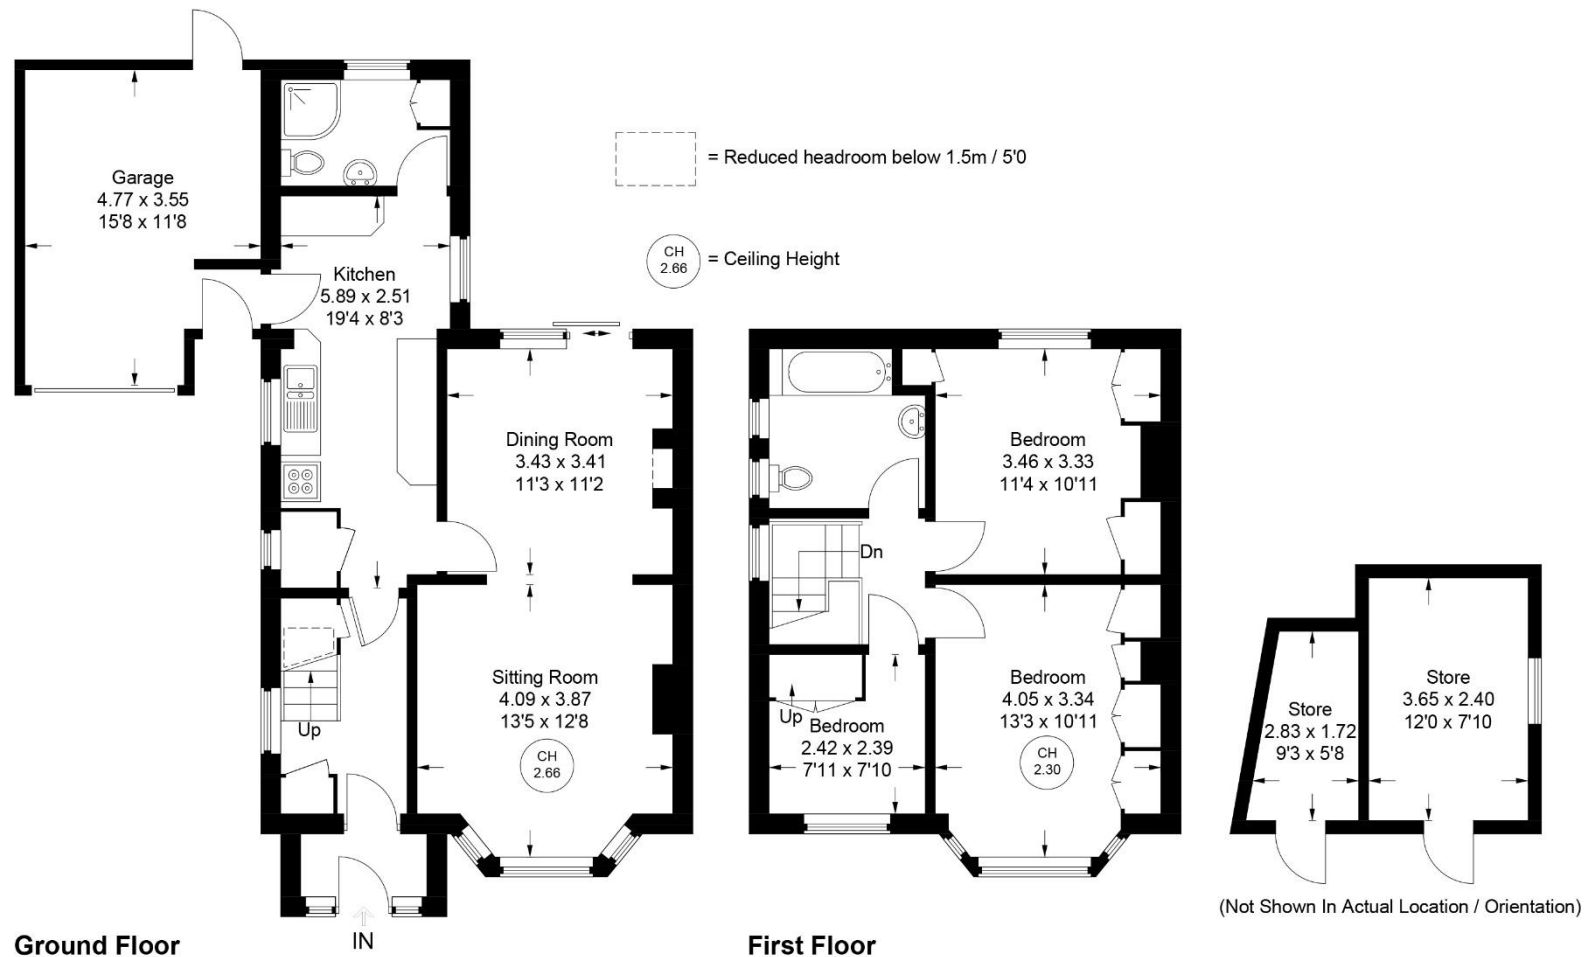 Garage
4.77 x 3.55
15'8 x 11'8
= Reduced headroom below 1.5m / 5'0
CH
2.66
= Ceiling Height
Kitchen
5.89 x 2.51
19'4 x 8'3
Dining Room
3.43 x 3.41
11'3 x 11'2
Sitting Room
4.09 x 3.87
13'5 x 12'8
CH
2.66
Up
IN
Ground Floor
Bedroom
3.46 x 3.33
11'4 x 10'11
Dn
Bedroom
4.05 x 3.34
13'3 x 10'11
CH
2.30
Up
Bedroom
2.42 x 2.39
7'11 x 7'10
First Floor
Store
2.83 x 1.72
9'3 x 5'8
Store
3.65 x 2.40
12'0 x 7'10
(Not Shown In Actual Location / Orientation)